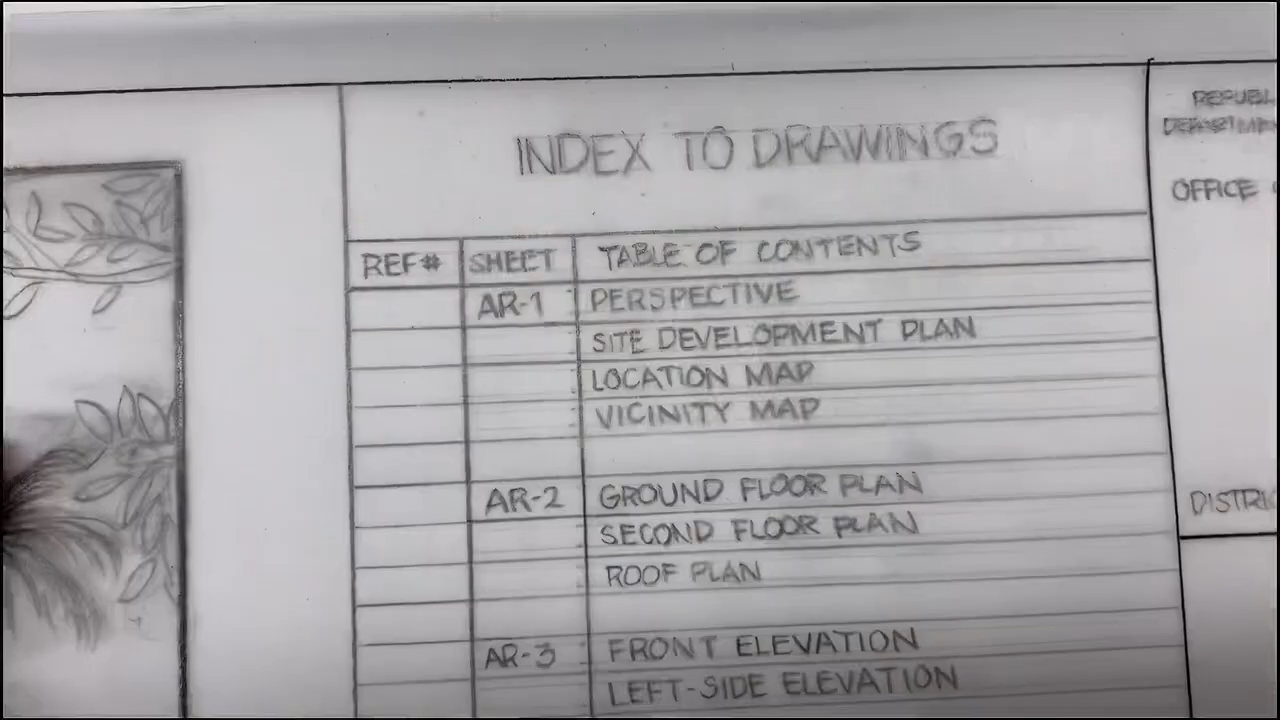 INDEX TO DRAWINGS
REF# SHEET TABLE OF CONTENTS
AR-1 PERSPECTIVE
SITE DEVELOPMENT PLAN
LOCATION MAP
VICINITY MAP
AR-2 GROUND FLOOR PLAN
SECOND FLOOR PLAN
ROOF PLAN
AR-3 FRONT ELEVATION
LEFT-SIDE ELEVATION
OFFICE